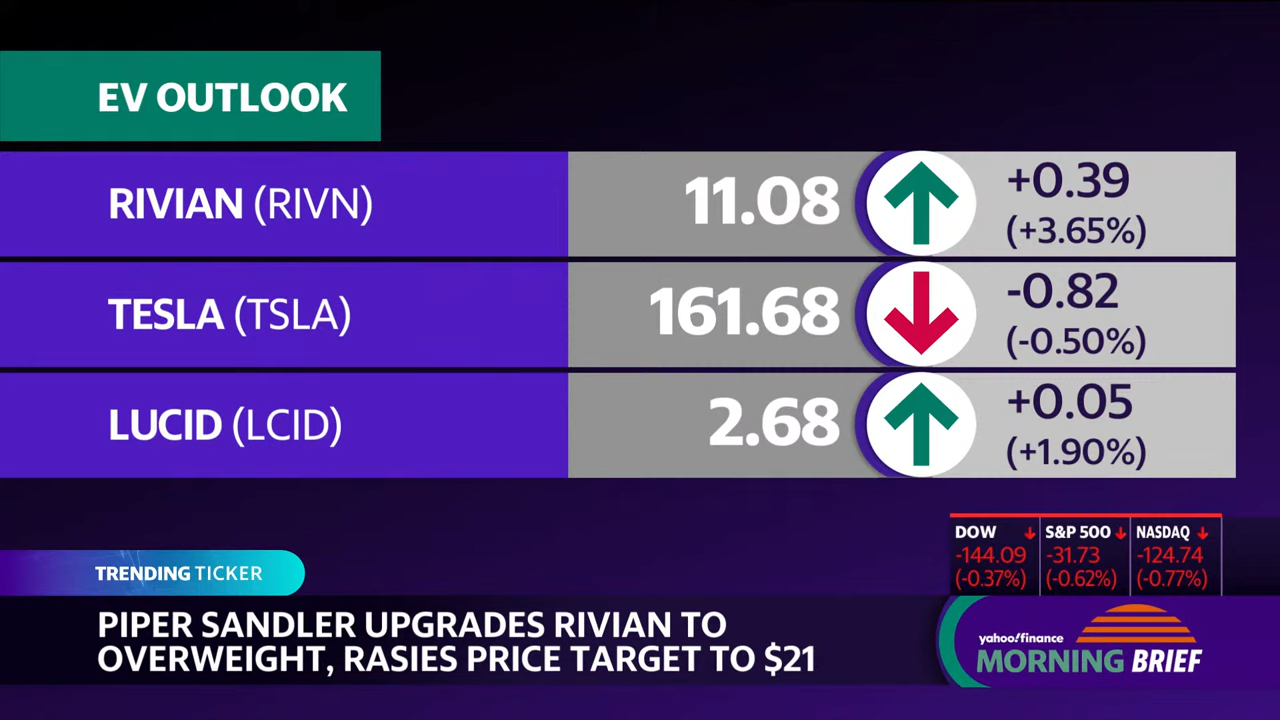 EV OUTLOOK
RIVIAN (RIVN) 11.08 +0.39
(+3.65%)
TESLA (TSLA) 161.68 -0.82
(-0.50%)
LUCID (LCID) 2.68 +0.05
(+1.90%)
DOW S&P 500 NASDAQ
-144.09 -31.73 -124.74
(-0.37%) (-0.62%) (-0.77%)
TRENDING TICKER
PIPER SANDLER UPGRADES RIVIAN TO
OVERWEIGHT, RASIES PRICE TARGET TO $21
yahoo!finance
MORNING BRIEF